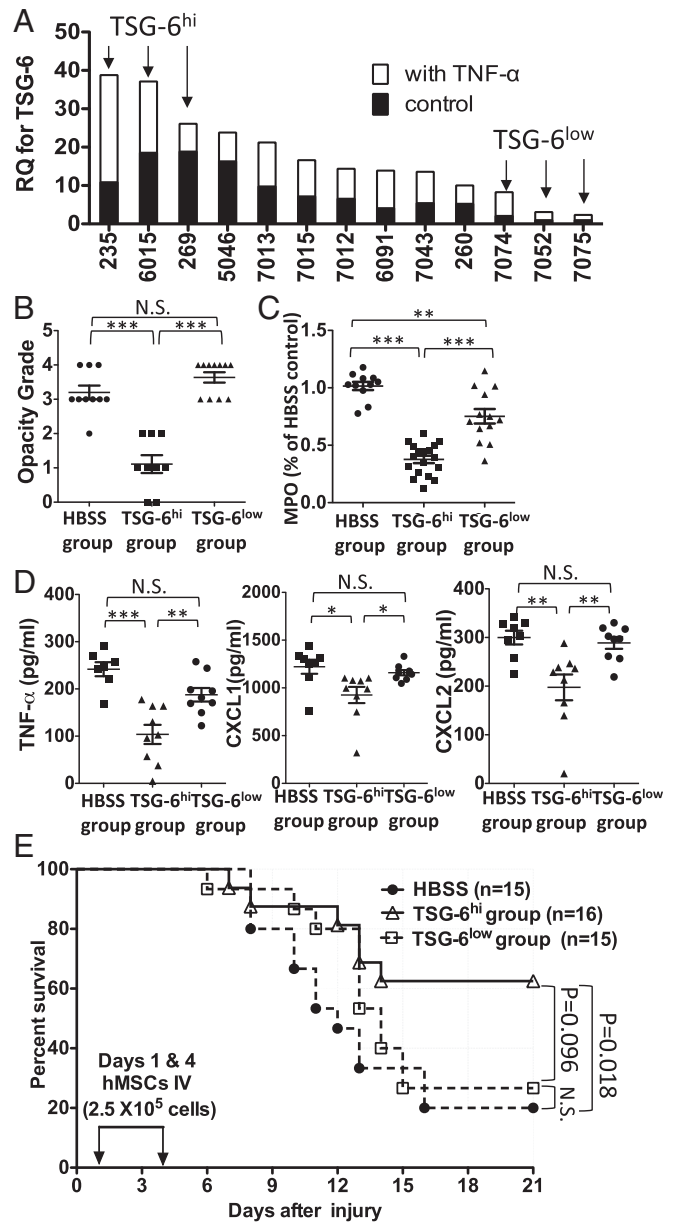 A
TSG-6hi
RQ for TSG-6
50
40
30
20
10
0
with TNF-α
control
TSG-6low
235
6015
269
5046
7013
7015
7012
6091
7043
260
7074
7052
7075
B
N.S.
*** ***
Opacity Grade
5
4
3
2
1
0
HBSS group
TSG-6hi group
TSG-6low group
C
**
*** ***
MPO (% of HBSS control)
1.5
1.0
0.5
0.0
HBSS group
TSG-6hi group
TSG-6low group
D
N.S.
*** **
TNF-α (pg/ml)
400
300
200
100
0
HBSS group
TSG-6hi group
TSG-6low group
N.S.
* *
CXCL1(pg/ml)
2000
1500
1000
500
0
HBSS group
TSG-6hi group
TSG-6low group
N.S.
** **
CXCL2 (pg/ml)
400
300
200
100
0
HBSS group
TSG-6hi group
TSG-6low group
E
Percent survival
100
80
60
40
20
0
HBSS (n=15)
TSG-6hi group (n=16)
TSG-6low group (n=15)
Days 1 & 4
hMSCs IV
(2.5 X10⁵ cells)
P=0.096
N.S.
P=0.018
0 3 6 9 12 15 18 21
Days after injury